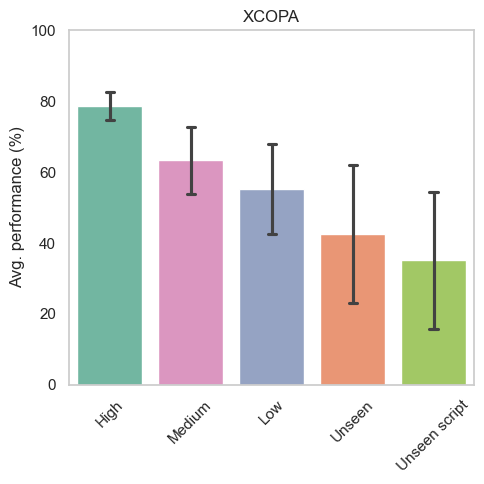 XCOPA
Avg. performance (%)
100
80
60
40
20
0
High
Medium
Low
Unseen
Unseen script